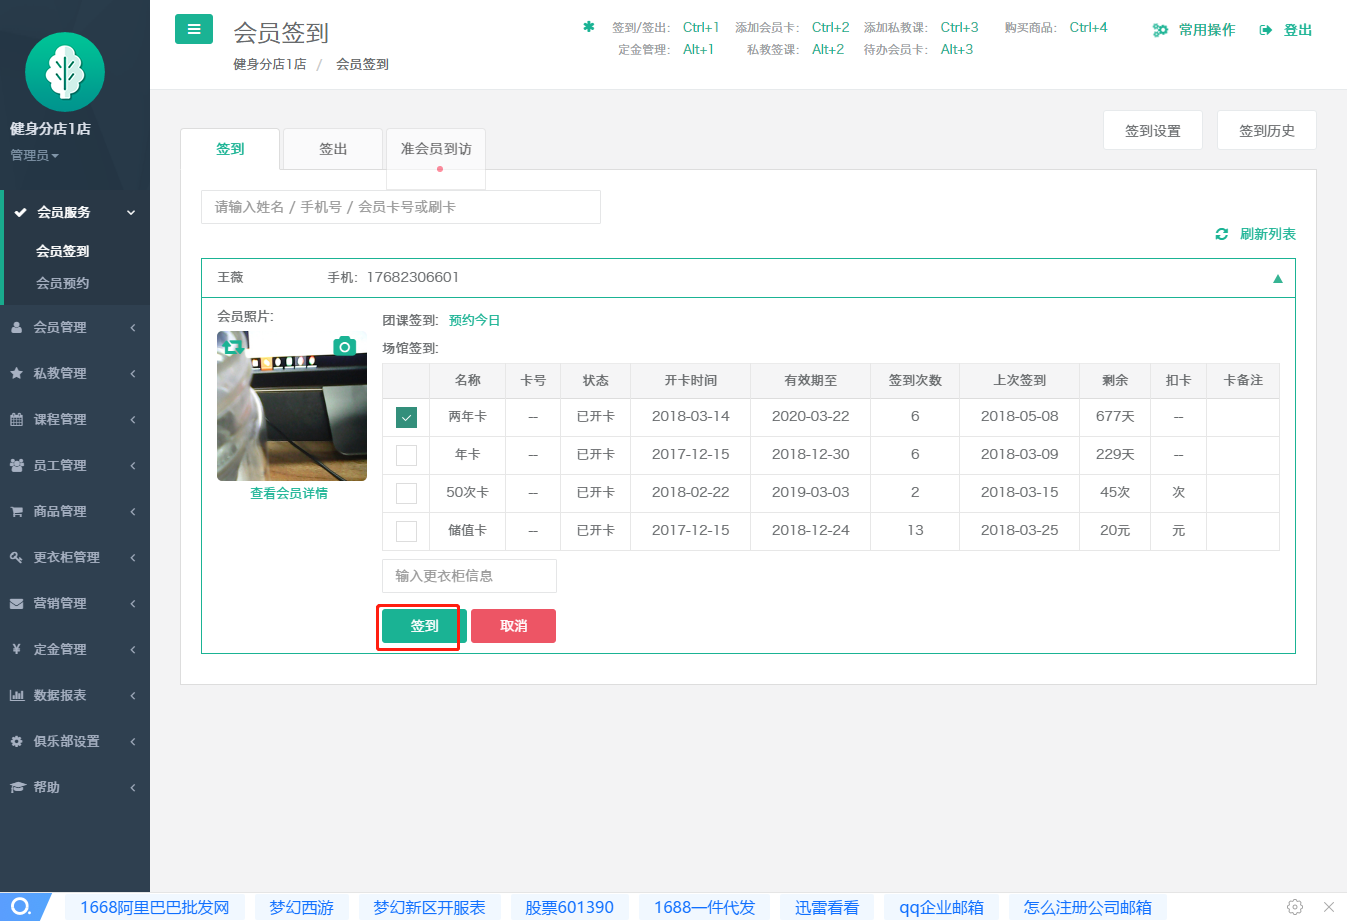 会员签到
健身分店1店 / 会员签到
签到/签出： Ctrl+1 添加会员卡： Ctrl+2 添加私教课： Ctrl+3 购买商品： Ctrl+4
定金管理： Alt+1 私教签课： Alt+2 待办会员卡： Alt+3
常用操作 登出
健身分店1店
管理员
会员服务
会员签到
会员预约
会员管理
私教管理
课程管理
员工管理
商品管理
更衣柜管理
营销管理
¥ 定金管理
数据报表
俱乐部设置
帮助
签到设置 签到历史
签到 签出 准会员到访
请输入姓名 / 手机号 / 会员卡号或刷卡
刷新列表
王薇 手机：17682306601
会员照片:
查看会员详情
团课签到: 预约今日
场馆签到:
名称 卡号 状态 开卡时间 有效期至 签到次数 上次签到 剩余 扣卡 卡备注
两年卡 -- 已开卡 2018-03-14 2020-03-22 6 2018-05-08 677天 --
年卡 -- 已开卡 2017-12-15 2018-12-30 6 2018-03-09 229天 --
50次卡 -- 已开卡 2018-02-22 2019-03-03 2 2018-03-15 45次 次
储值卡 -- 已开卡 2017-12-15 2018-12-24 13 2018-03-25 20元 元
输入更衣柜信息
签到 取消
1668阿里巴巴批发网 梦幻西游 梦幻新区开服表 股票601390 1688一件代发 迅雷看看 qq企业邮箱 怎么注册公司邮箱